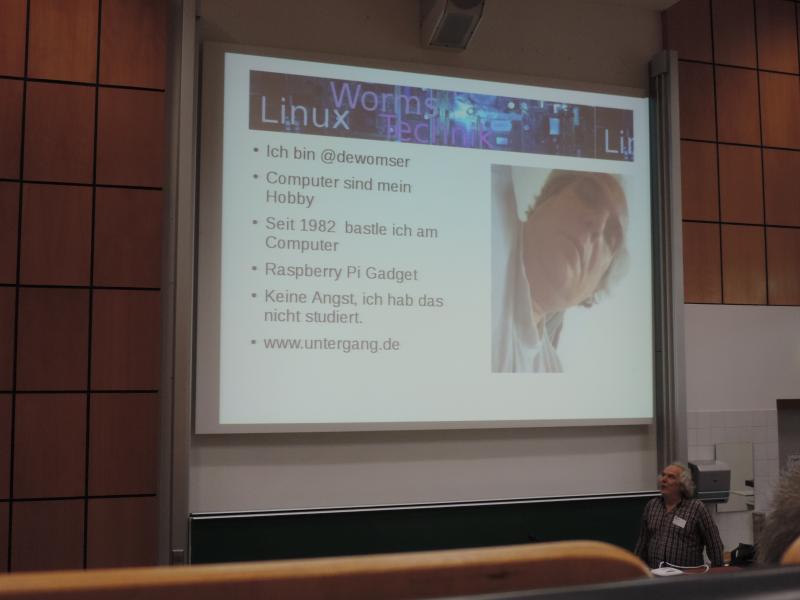 Linux
Worms
Technik
Lin
• Ich bin @dewomser
• Computer sind mein
Hobby
• Seit 1982 bastle ich am
Computer
• Raspberry Pi Gadget
• Keine Angst, ich hab das
nicht studiert.
• www.untergang.de